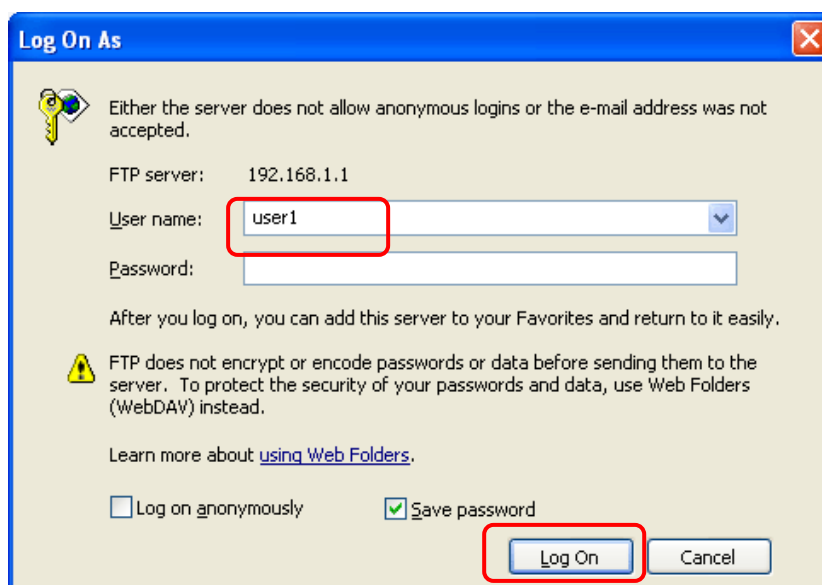 Log On As
Either the server does not allow anonymous logins or the e-mail address was not
accepted.
FTP server: 192.168.1.1
User name: user1
Password:
After you log on, you can add this server to your Favorites and return to it easily.
FTP does not encrypt or encode passwords or data before sending them to the
server. To protect the security of your passwords and data, use Web Folders
(WebDAV) instead.
Learn more about using Web Folders.
Log on anonymously Save password
Log On Cancel